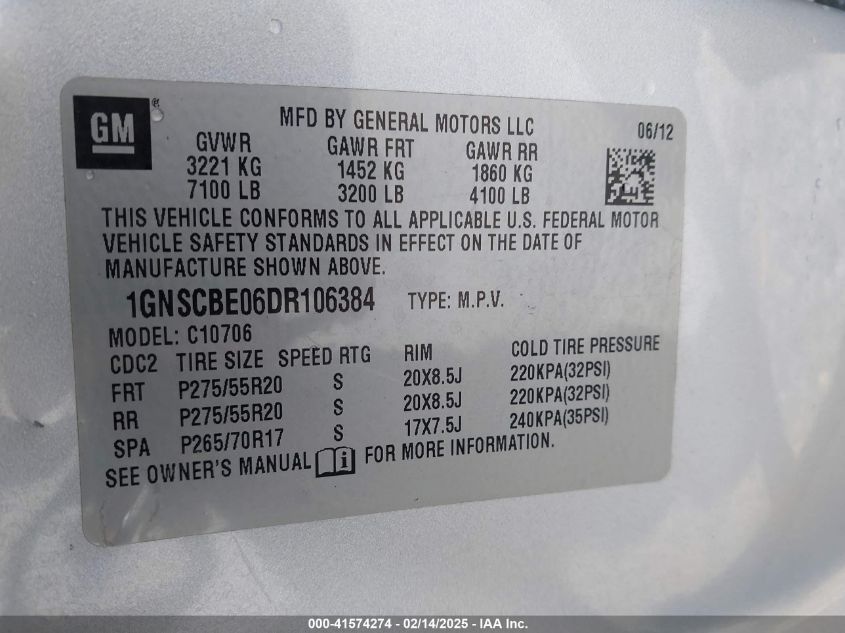 GM®
MFD BY GENERAL MOTORS LLC 06/12
GVWR GAWR FRT GAWR RR
3221 KG 1452 KG 1860 KG
7100 LB 3200 LB 4100 LB
THIS VEHICLE CONFORMS TO ALL APPLICABLE U.S. FEDERAL MOTOR
VEHICLE SAFETY STANDARDS IN EFFECT ON THE DATE OF
MANUFACTURE SHOWN ABOVE.
1GNSCBE06DR106384 TYPE: M.P.V.
MODEL: C10706
CDC2 TIRE SIZE SPEED RTG RIM COLD TIRE PRESSURE
FRT P275/55R20 S 20X8.5J 220KPA(32PSI)
RR P275/55R20 S 20X8.5J 220KPA(32PSI)
SPA P265/70R17 S 17X7.5J 240KPA(35PSI)
SEE OWNER'S MANUAL i FOR MORE INFORMATION.
000-41574274 - 02/14/2025 - IAA Inc.